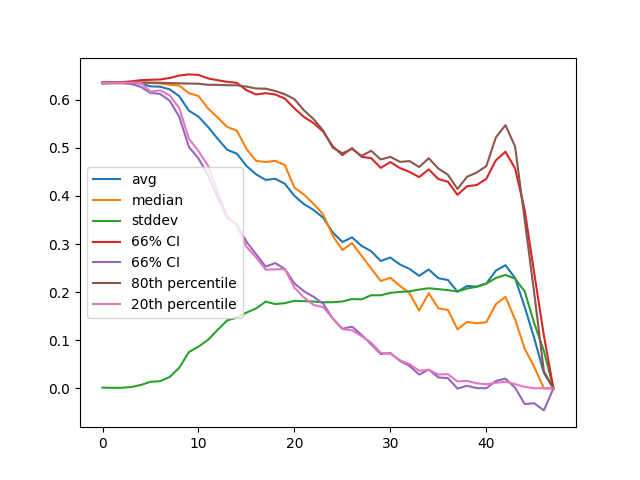 0.6
0.5
0.4
0.3
0.2
0.1
0.0
avg
median
stddev
66% CI
66% CI
80th percentile
20th percentile
0 10 20 30 40